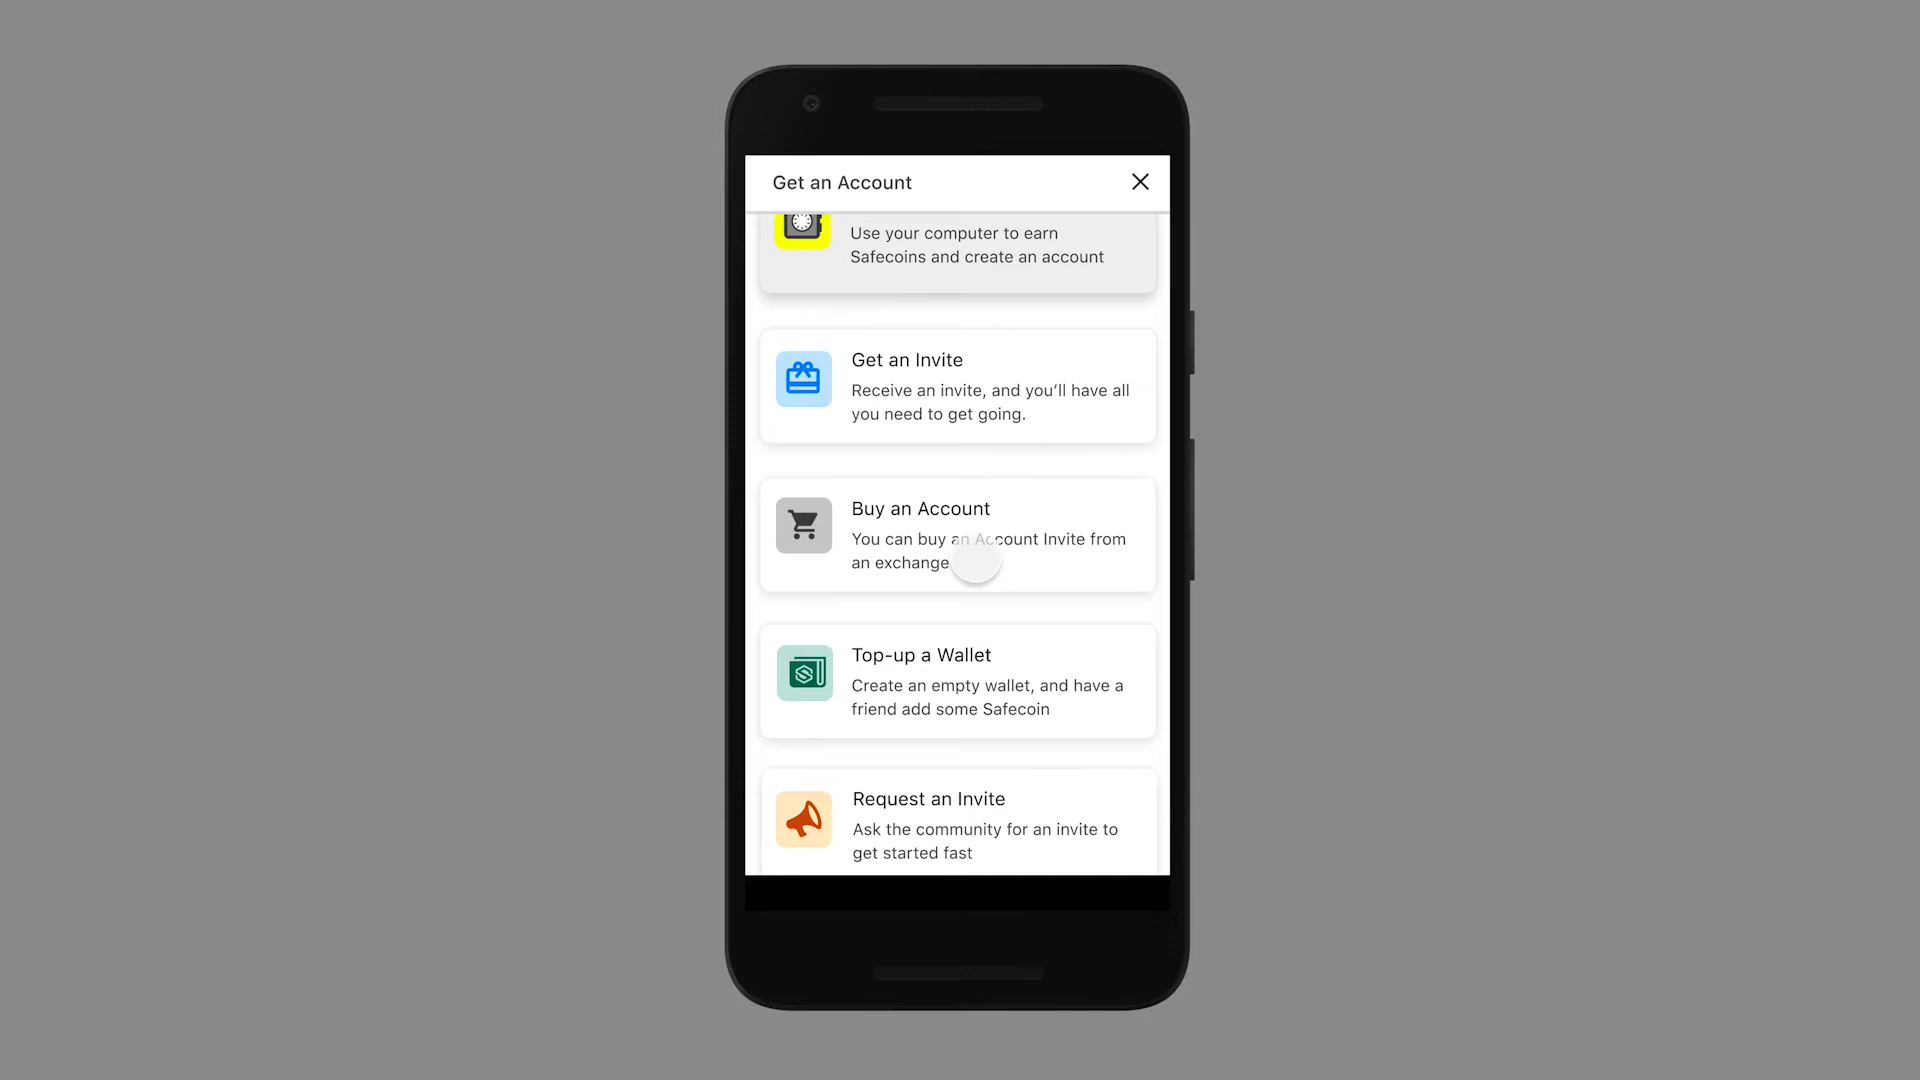 Get an Account
Use your computer to earn
Safecoins and create an account
Get an Invite
Receive an invite, and you’ll have all
you need to get going.
Buy an Account
You can buy an Account Invite from
an exchange
Top-up a Wallet
Create an empty wallet, and have a
friend add some Safecoin
Request an Invite
Ask the community for an invite to
get started fast